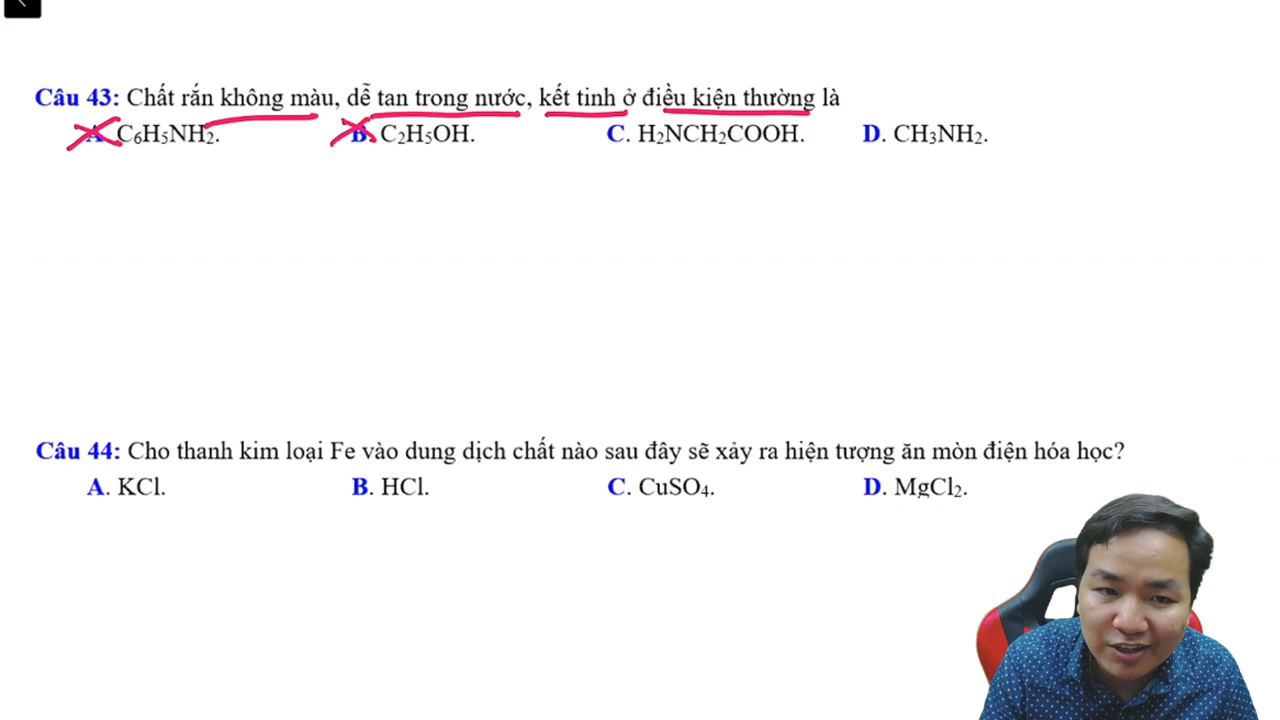 Câu 43: Chất rắn không màu, dễ tan trong nước, kết tinh ở điều kiện thường là
A. C₆H₅NH₂. B. C₂H₅OH. C. H₂NCH₂COOH. D. CH₃NH₂.
Câu 44: Cho thanh kim loại Fe vào dung dịch chất nào sau đây sẽ xảy ra hiện tượng ăn mòn điện hóa học?
A. KCl. B. HCl. C. CuSO₄. D. MgCl₂.